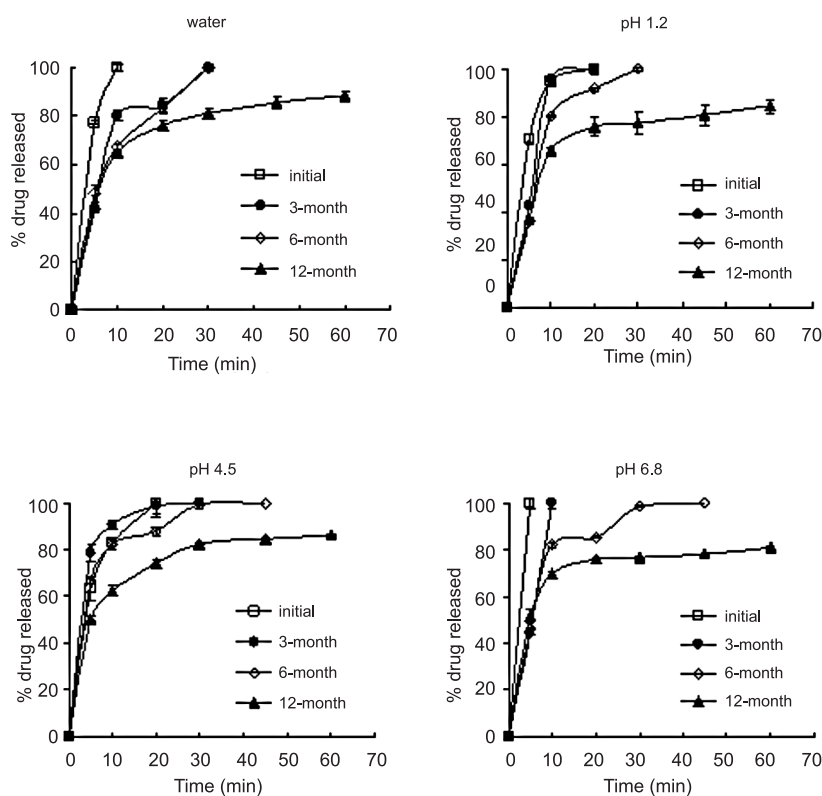 water
% drug released
100
80
60
40
80
0
initial
3-month
6-month
12-month
0 10 20 30 40 50 60 70
Time (min)
pH 1.2
% drug released
100
80
60
40
80
0
initial
3-month
6-month
12-month
0 10 20 30 40 50 60 70
Time (min)
pH 4.5
% drug released
100
80
60
40
80
0
initial
3-month
6-month
12-month
0 10 20 30 40 50 60 70
Time (min)
pH 6.8
% drug released
100
80
60
40
80
0
initial
3-month
6-month
12-month
0 10 20 30 40 50 60 70
Time (min)